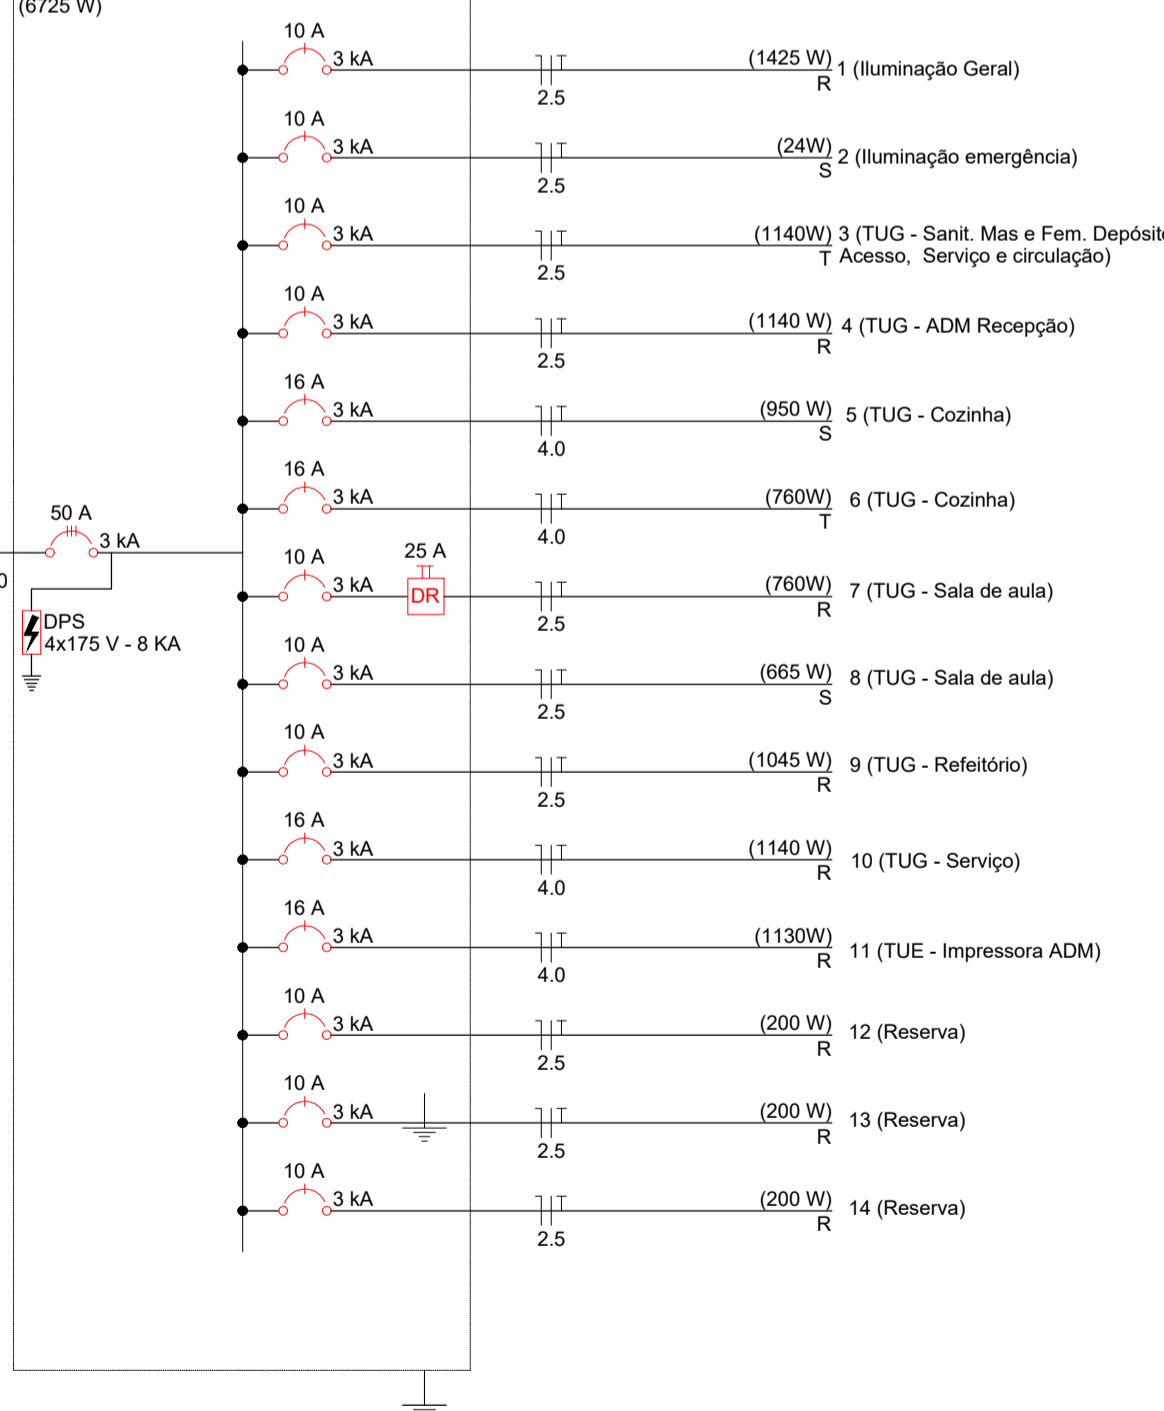 (6725 W)
10 A
3 kA
2.5
(1425 W)
R
1 (Iluminação Geral)
10 A
3 kA
2.5
(24W)
S
2 (Iluminação emergência)
10 A
3 kA
2.5
(1140W)
T
3 (TUG - Sanit. Mas e Fem. Depósito
Acesso, Serviço e circulação)
10 A
3 kA
2.5
(1140 W)
R
4 (TUG - ADM Recepção)
16 A
3 kA
4.0
(950 W)
S
5 (TUG - Cozinha)
16 A
3 kA
4.0
(760W)
T
6 (TUG - Cozinha)
50 A
3 kA
0
DPS
4x175 V - 8 KA
10 A
3 kA
25 A
DR
2.5
(760W)
R
7 (TUG - Sala de aula)
10 A
3 kA
2.5
(665 W)
S
8 (TUG - Sala de aula)
10 A
3 kA
2.5
(1045 W)
R
9 (TUG - Refeitório)
16 A
3 kA
4.0
(1140 W)
R
10 (TUG - Serviço)
16 A
3 kA
4.0
(1130W)
R
11 (TUE - Impressora ADM)
10 A
3 kA
2.5
(200 W)
R
12 (Reserva)
10 A
3 kA
2.5
(200 W)
R
13 (Reserva)
10 A
3 kA
2.5
(200 W)
R
14 (Reserva)